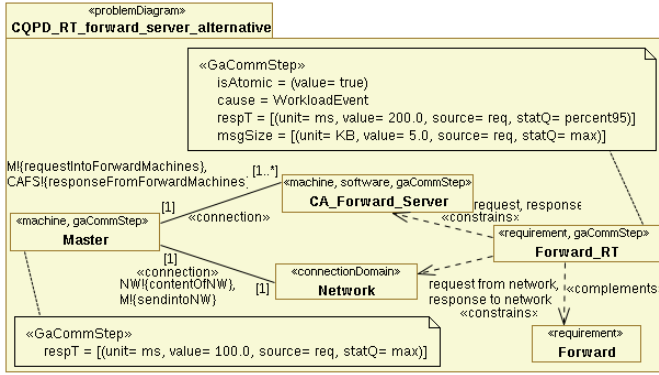 «problemDiagram»
CQPD_RT_forward_server_alternative
«GaCommStep»
isAtomic = (value= true)
cause = WorkloadEvent
respT = [(unit= ms, value= 200.0, source= req, statQ= percent95)]
msgSize = [(unit= KB, value= 5.0, source= req, statQ= max)]
M!{requestIntoForwardMachines},
CAFS!{responseFromForwardMachines}
[1..*]
«machine, software, gaCommStep»
CA_Forward_Server
request, response
«constrains»
[1]
«connection»
«machine, gaCommStep»
Master
«requirement, gaCommStep»
Forward_RT
[1]
«connection»
NW!{contentOfNW},
M!{sendintoNW}
[1]
«connectionDomain»
Network
request from network,
response to network
«constrains»
«complements»
«GaCommStep»
respT = [(unit= ms, value= 100.0, source= req, statQ= max)]
«requirement»
Forward